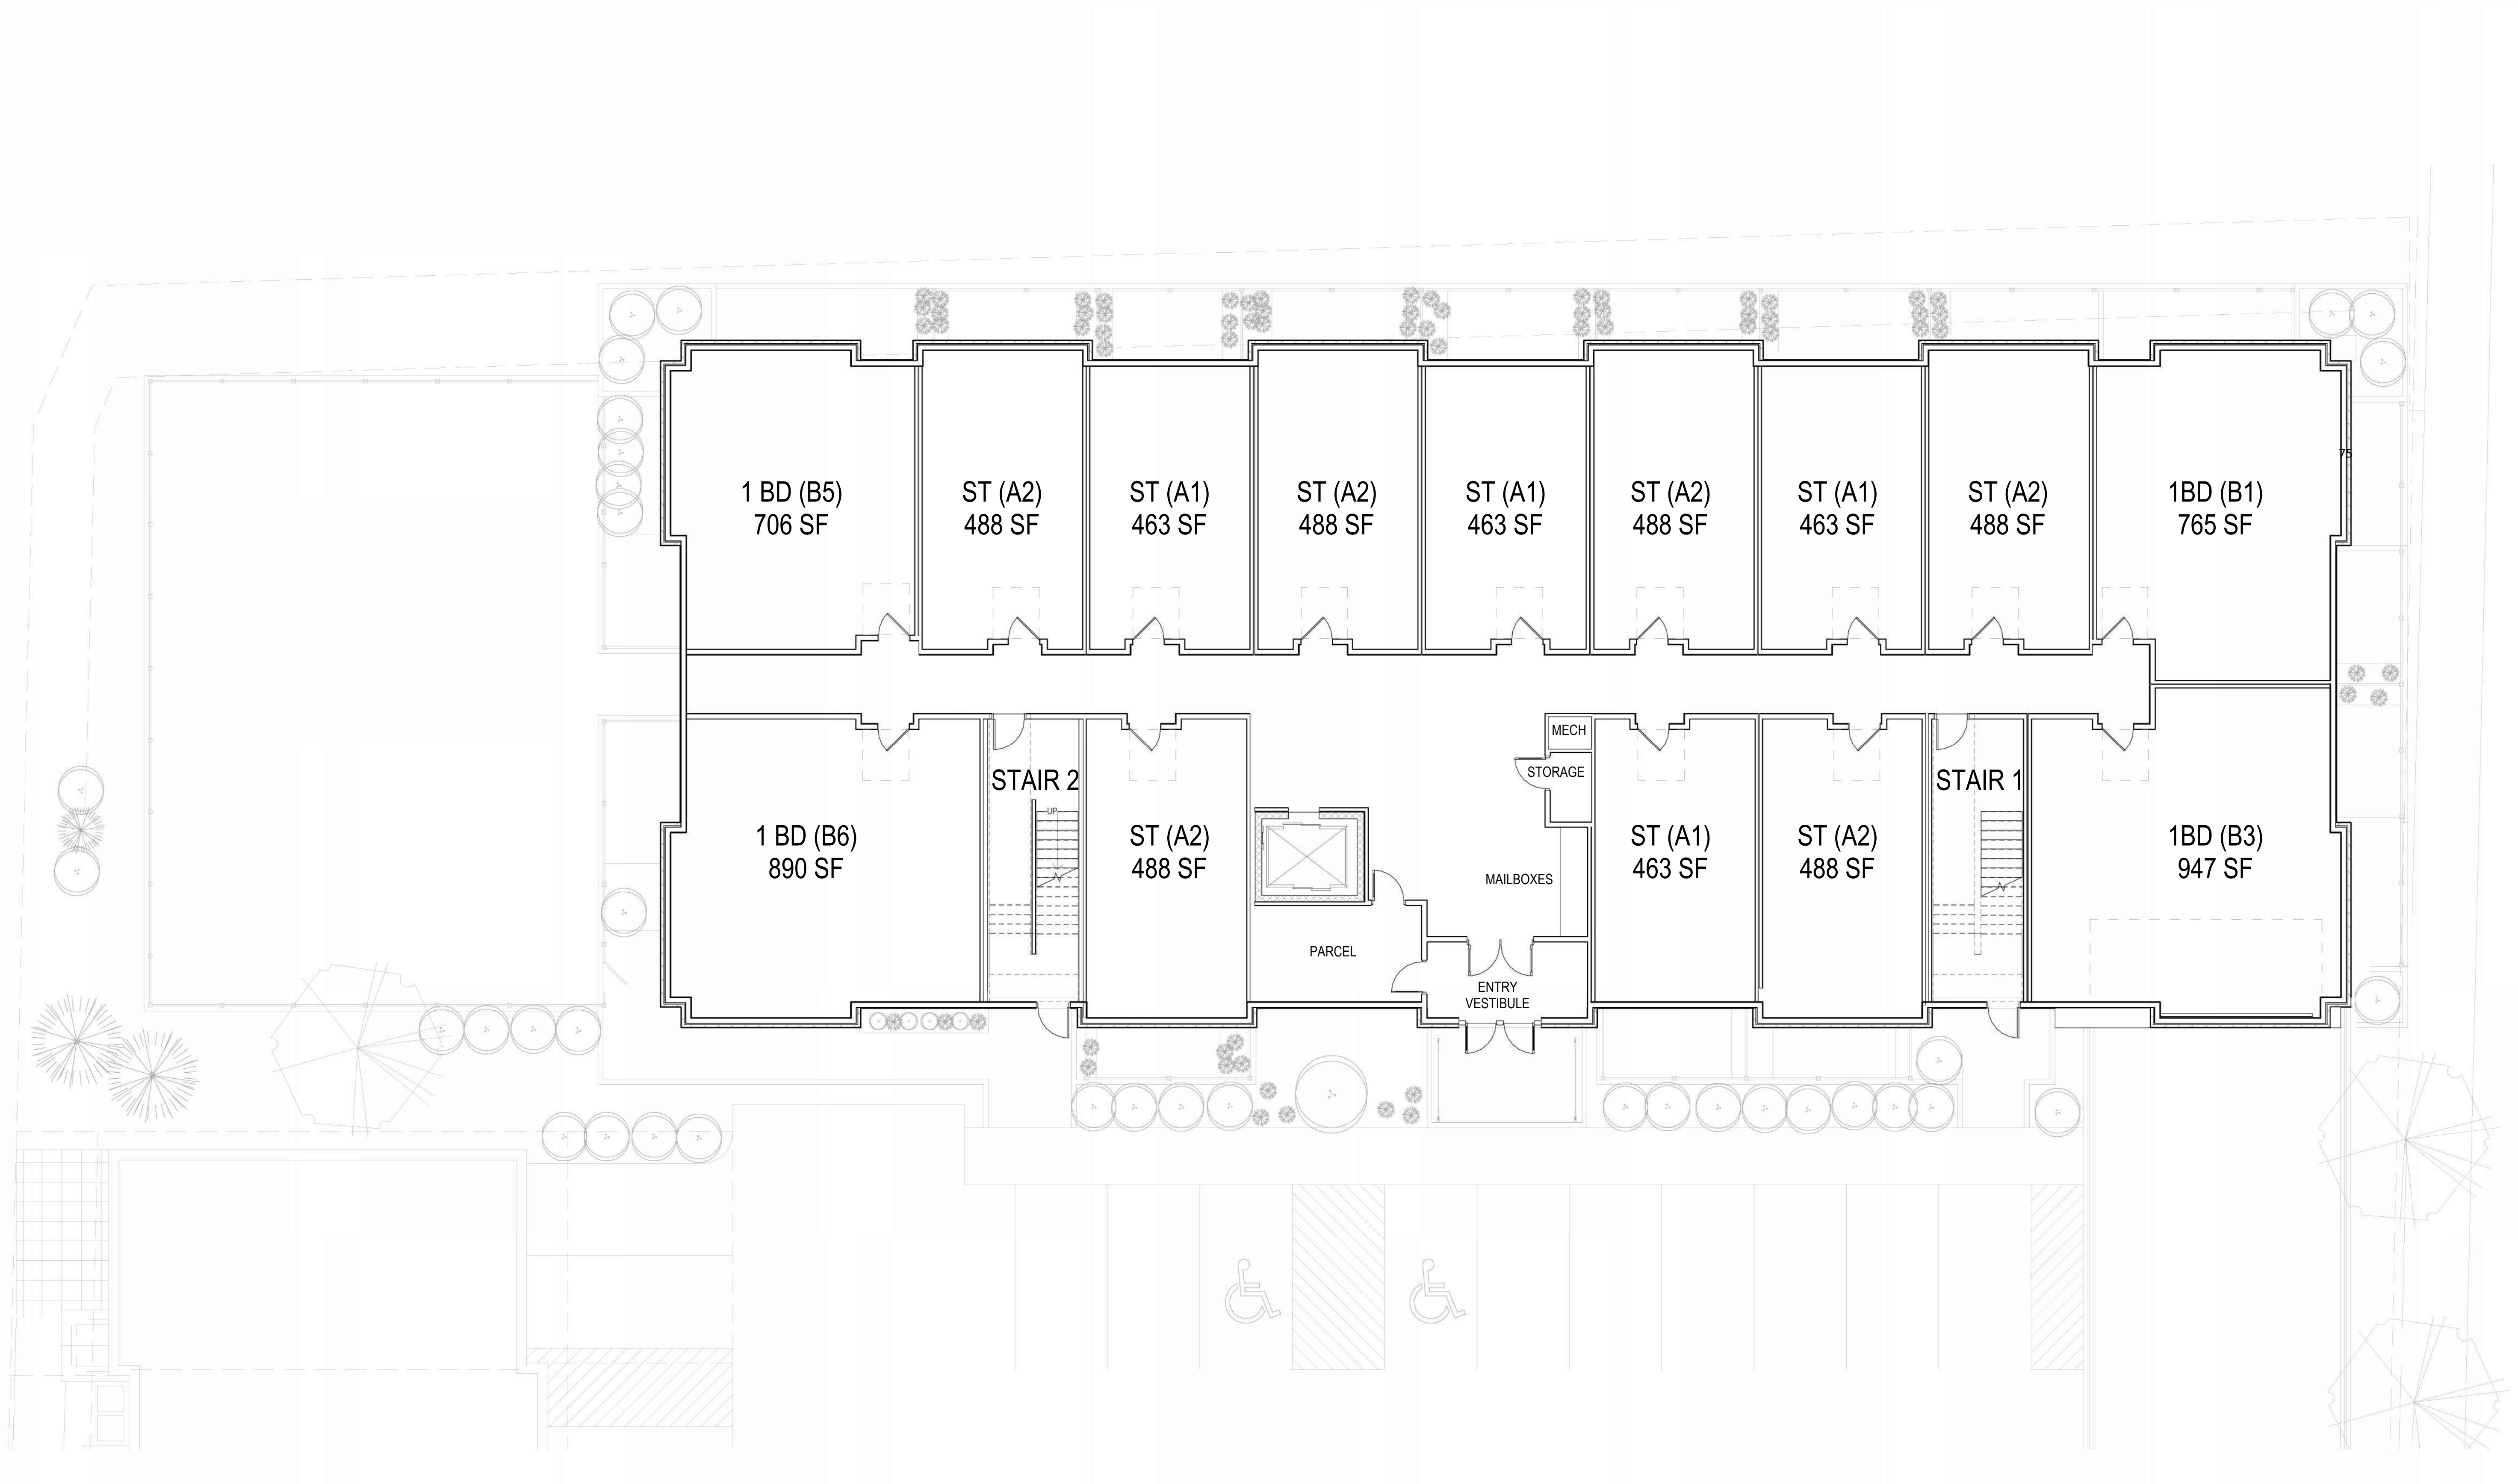 75
1 BD (B5)
706 SF
ST (A2)
488 SF
ST (A1)
463 SF
ST (A2)
488 SF
ST (A1)
463 SF
ST (A2)
488 SF
ST (A1)
463 SF
ST (A2)
488 SF
1BD (B1)
765 SF
MECH
STORAGE
STAIR 2
UP
STAIR 1
1 BD (B6)
890 SF
ST (A2)
488 SF
MAILBOXES
ST (A1)
463 SF
ST (A2)
488 SF
1BD (B3)
947 SF
PARCEL
ENTRY
VESTIBULE